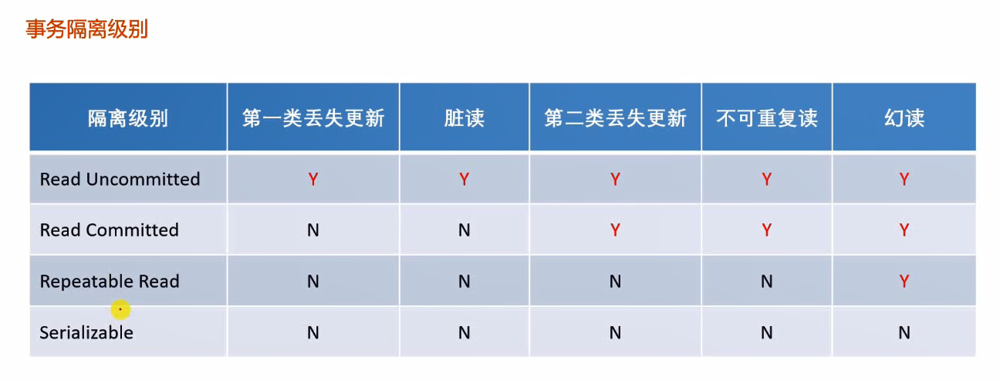 事务隔离级别
隔离级别 第一类丢失更新 脏读 第二类丢失更新 不可重复读 幻读
Read Uncommitted Y Y Y Y Y
Read Committed N N Y Y Y
Repeatable Read N N N N Y
Serializable N N N N N